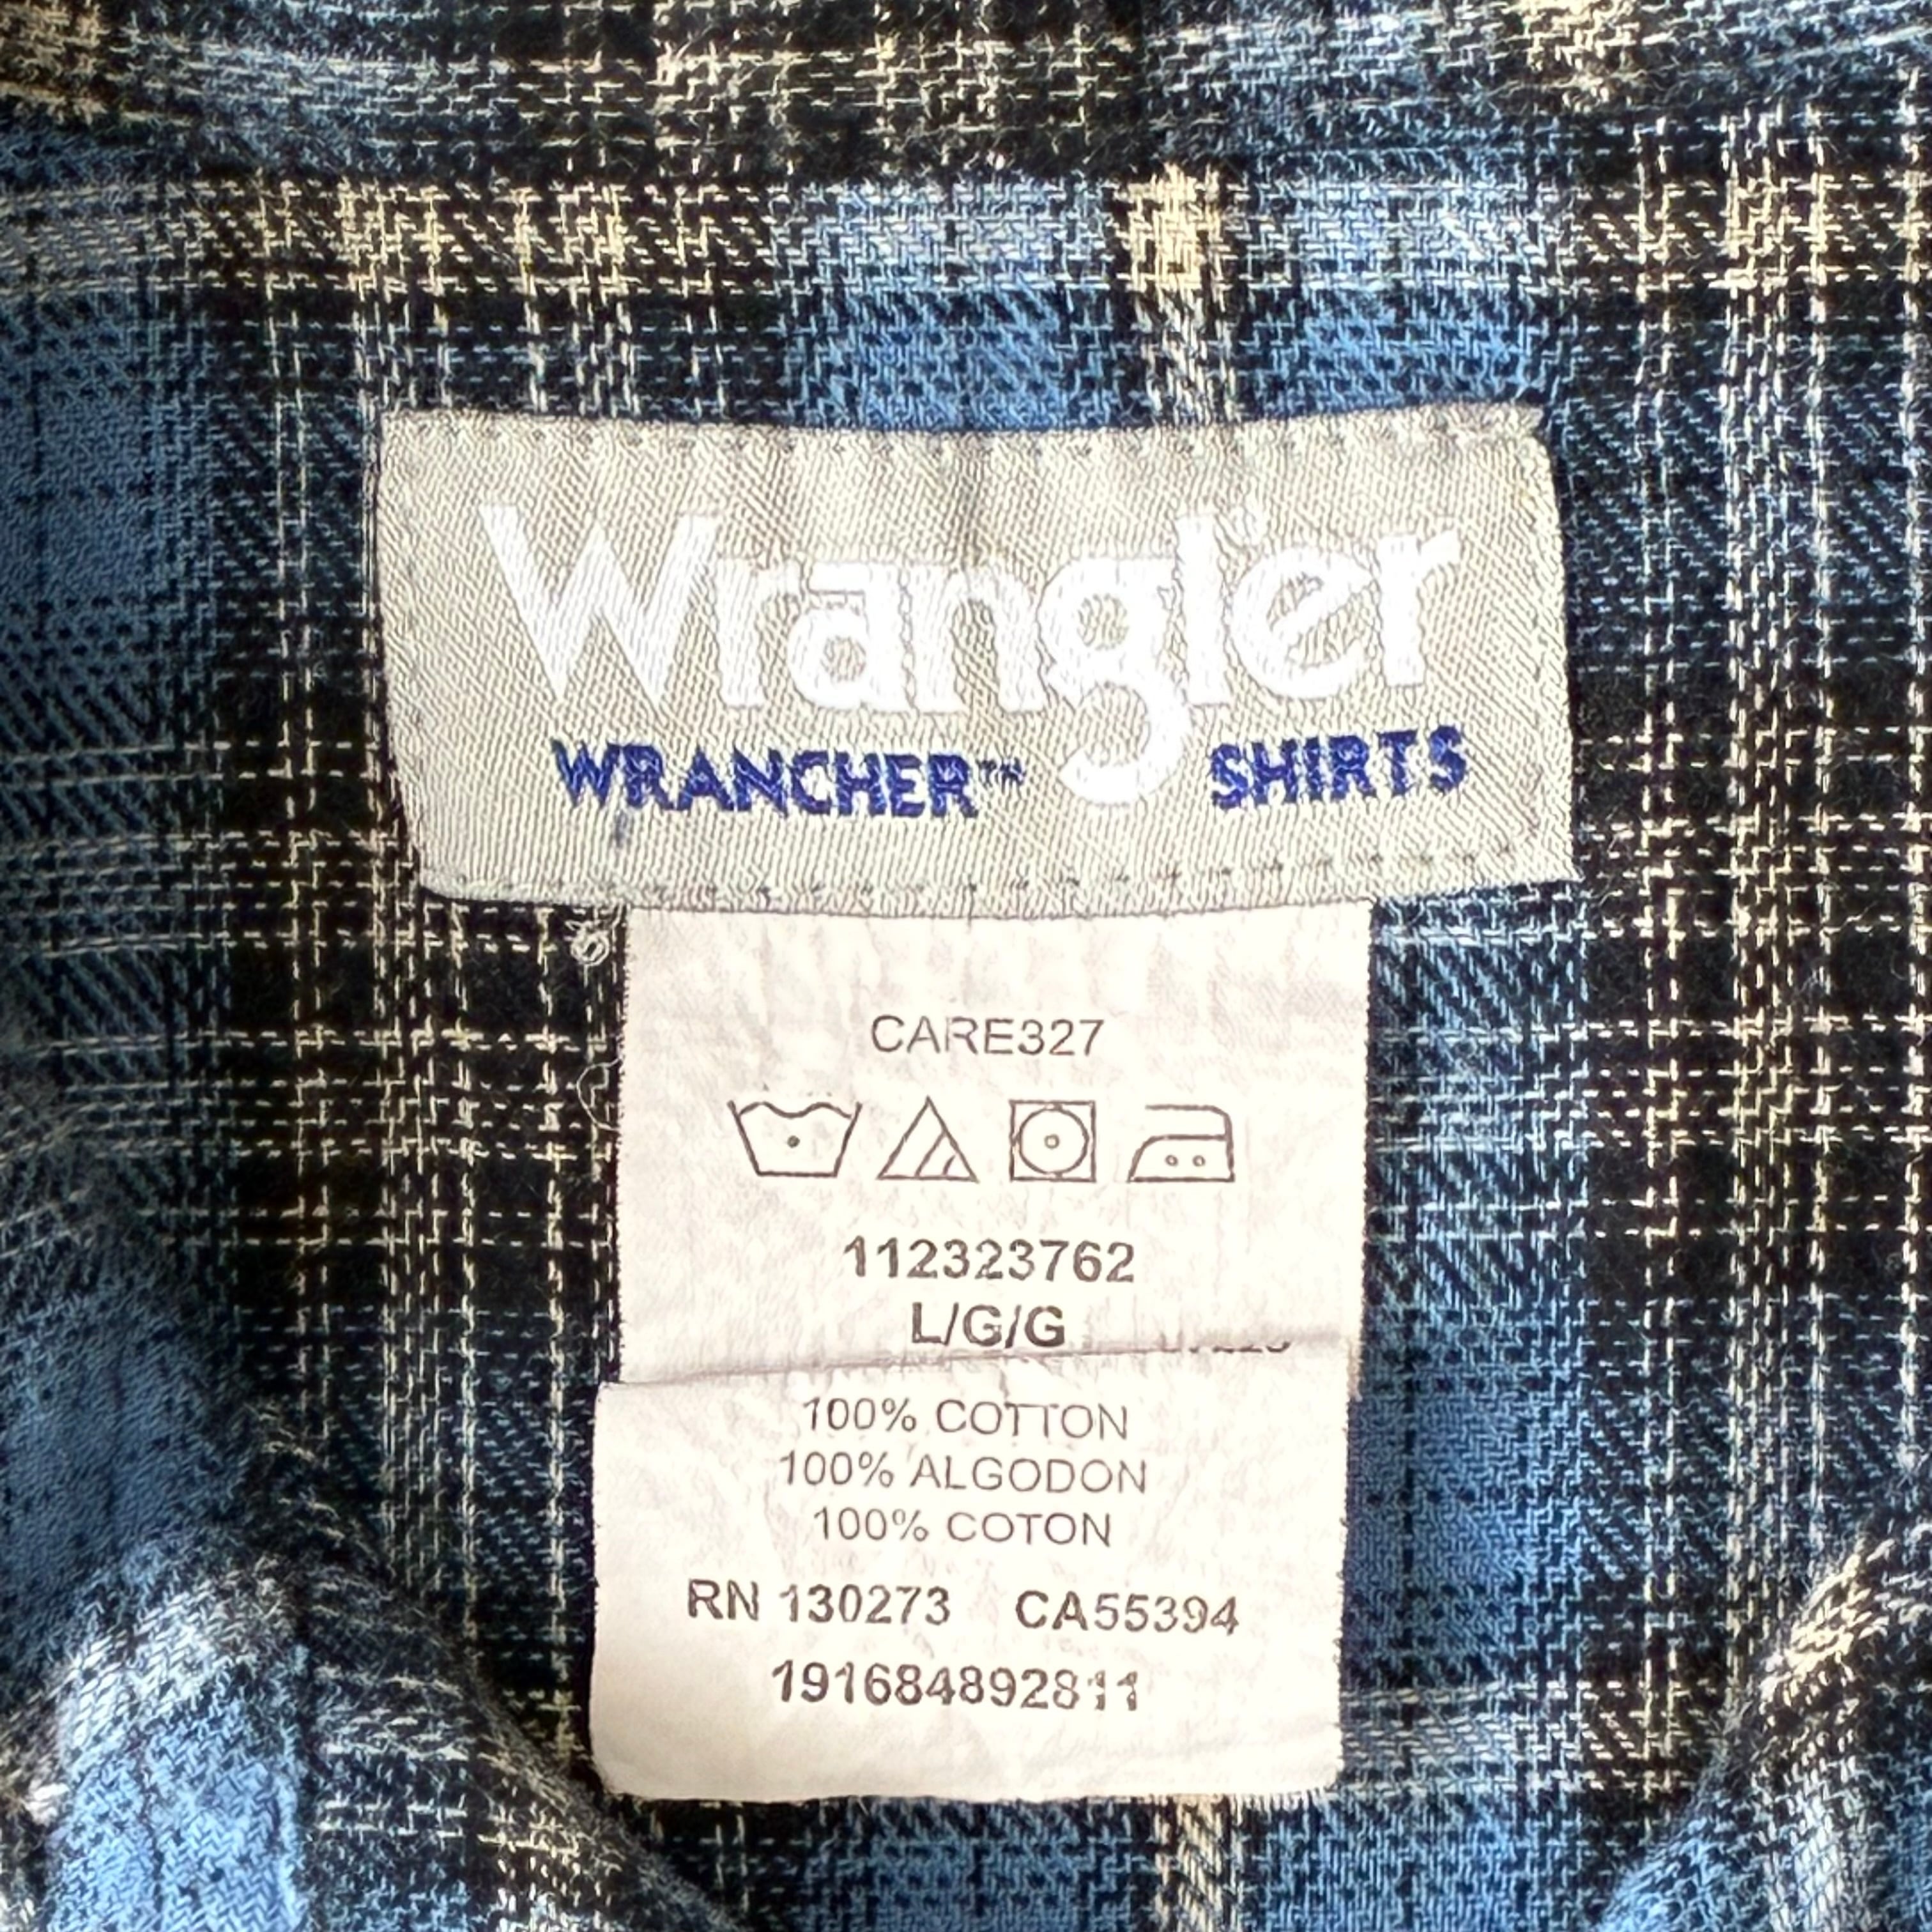 Wrangler
WRANCHER™ SHIRTS
CARE327
112323762
L/G/G
100% COTTON
100% ALGODON
100% COTON
RN 130273 CA55394
191684892811